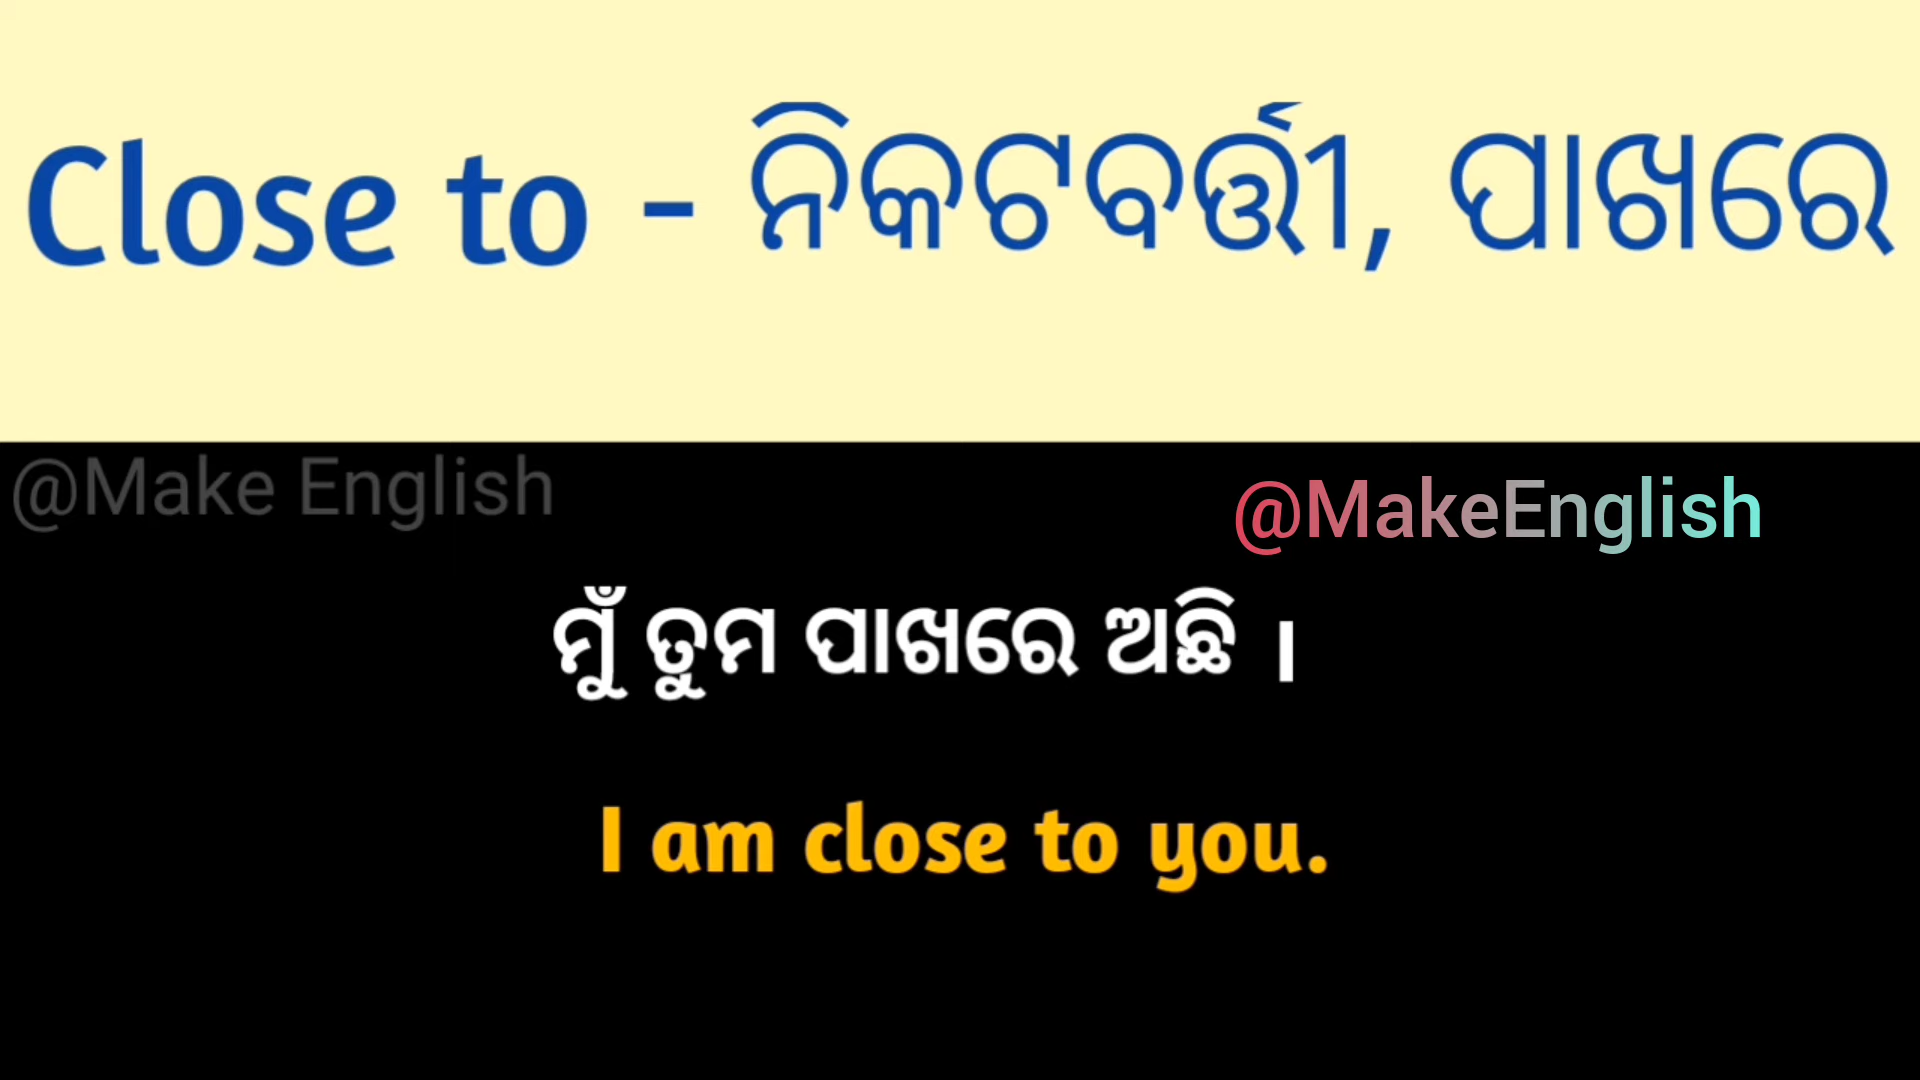 Close to - ନିକଟବର୍ତ୍ତୀ, ପାଖରେ
@Make English
@MakeEnglish
ମୁଁ ତୁମ ପାଖରେ ଅଛି ।
I am close to you.